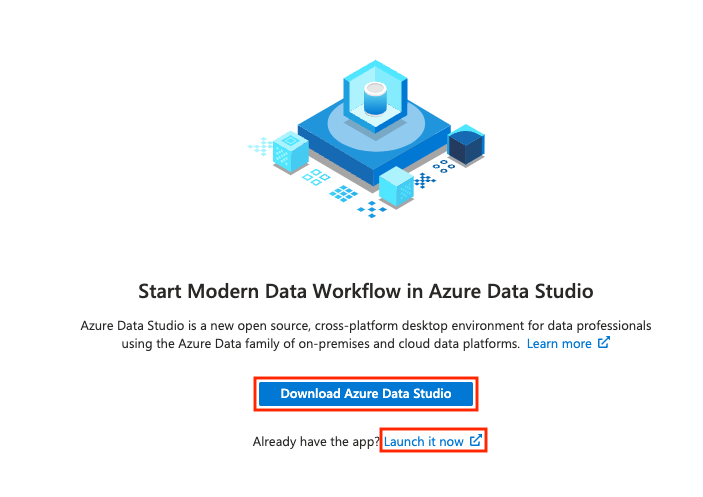 Start Modern Data Workflow in Azure Data Studio
Azure Data Studio is a new open source, cross-platform desktop environment for data professionals
using the Azure Data family of on-premises and cloud data platforms. Learn more
Download Azure Data Studio
Already have the app? Launch it now